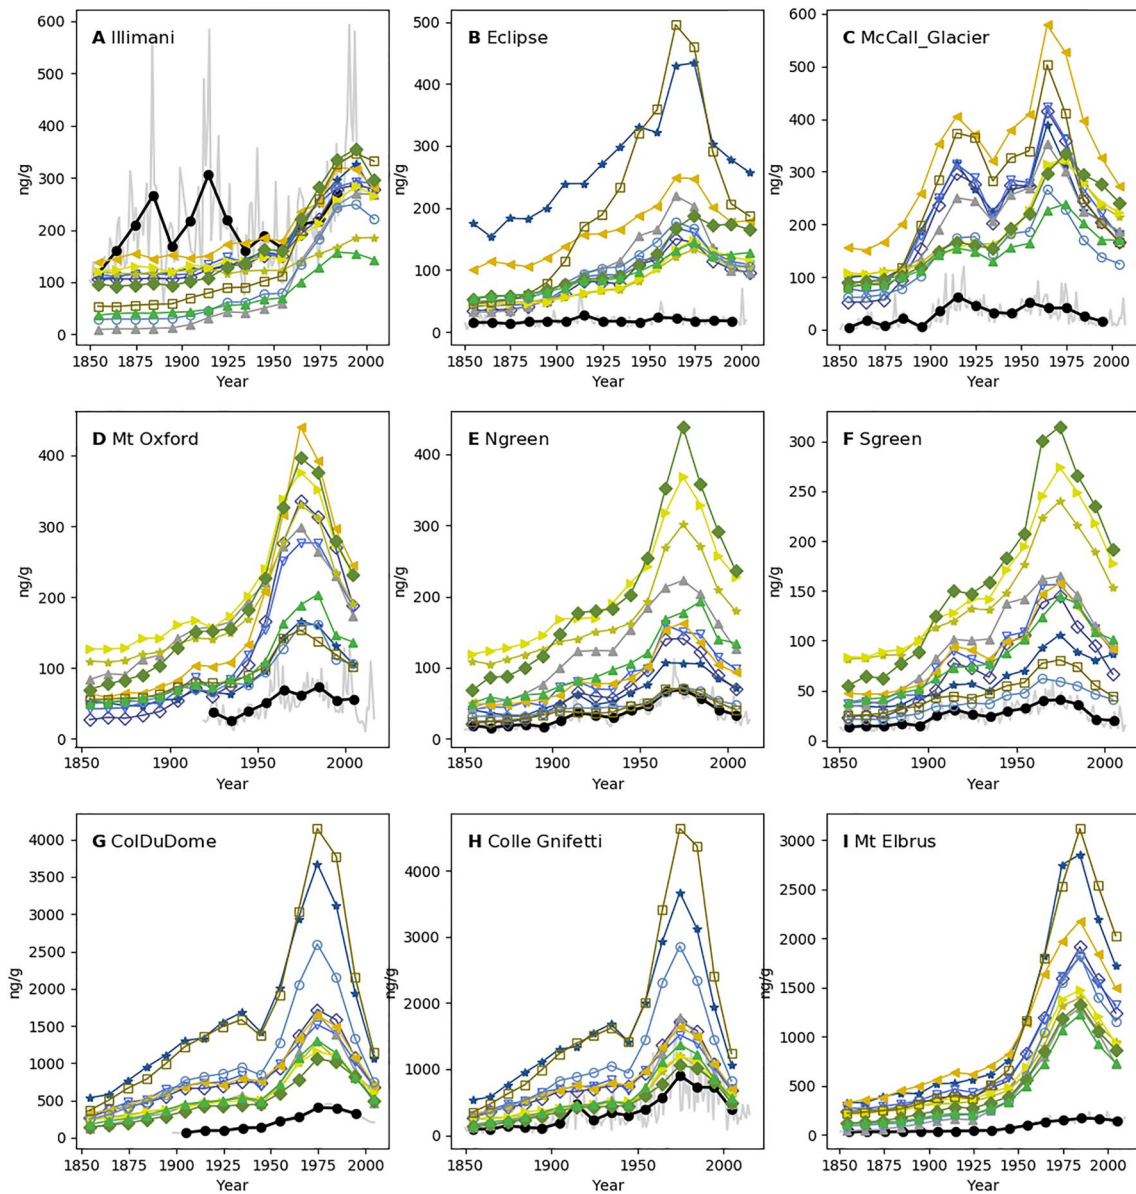 A Illimani
600
500
400
300
200
100
0
ng/g
1850 1875 1900 1925 1950 1975 2000
Year
B Eclipse
500
400
300
200
100
0
ng/g
1850 1900 1950 2000
Year
C McCall_Glacier
600
500
400
300
200
100
0
ng/g
1850 1900 1950 2000
Year
D Mt Oxford
400
300
200
100
0
ng/g
1850 1900 1950 2000
Year
E Ngreen
400
300
200
100
0
ng/g
1850 1900 1950 2000
Year
F Sgreen
300
250
200
150
100
50
0
ng/g
1850 1900 1950 2000
Year
G ColDuDome
4000
3500
3000
2500
2000
1500
1000
500
0
ng/g
1850 1875 1900 1925 1950 1975 2000
Year
H Colle Gnifetti
4000
3000
2000
1000
0
ng/g
1850 1900 1950 2000
Year
I Mt Elbrus
3000
2500
2000
1500
1000
500
0
ng/g
1850 1875 1900 1925 1950 1975 2000
Year